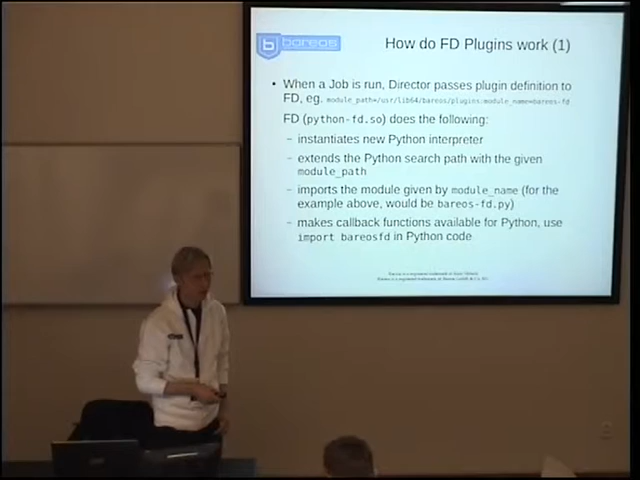 bareos
How do FD Plugins work (1)
• When a Job is run, Director passes plugin definition to
FD, eg. module_path=/usr/lib64/bareos/plugins:module_name=bareos-fd
FD (python-fd.so) does the following:
– instantiates new Python interpreter
– extends the Python search path with the given
module_path
– imports the module given by module_name (for the
example above, would be bareos-fd.py)
– makes callback functions available for Python, use
import bareosfd in Python code